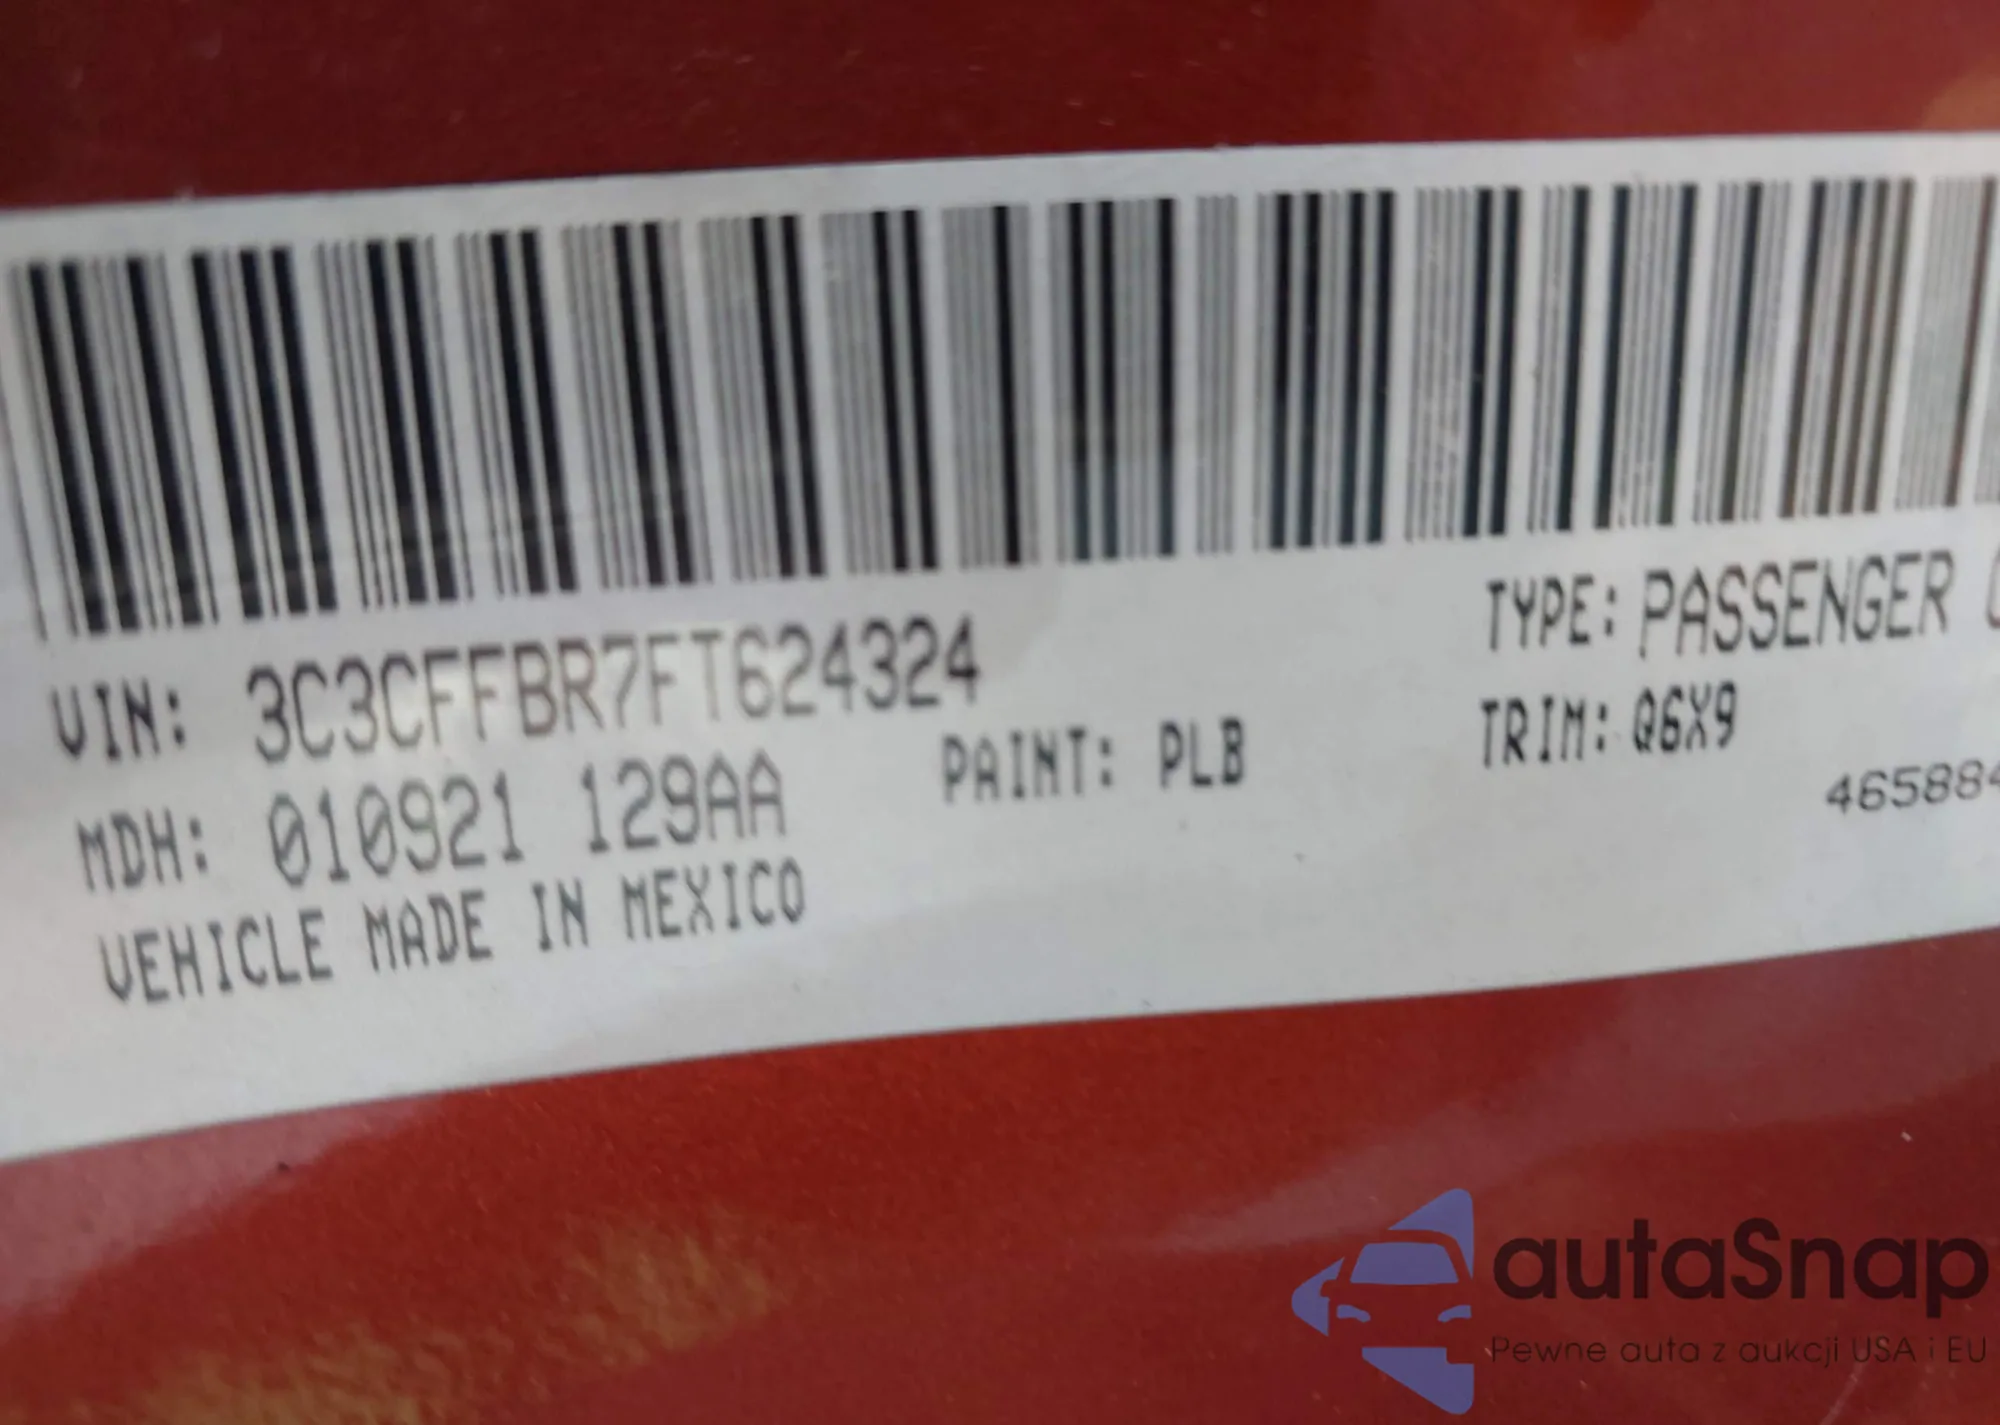 VIN: 3C3CFFBR7FT624324
TYPE: PASSENGER
MDH: 010921 129AA
PAINT: PLB
TRIM: Q6X9
VEHICLE MADE IN MEXICO
465884
autaSnap
Pewne auta z aukcji USA i EU